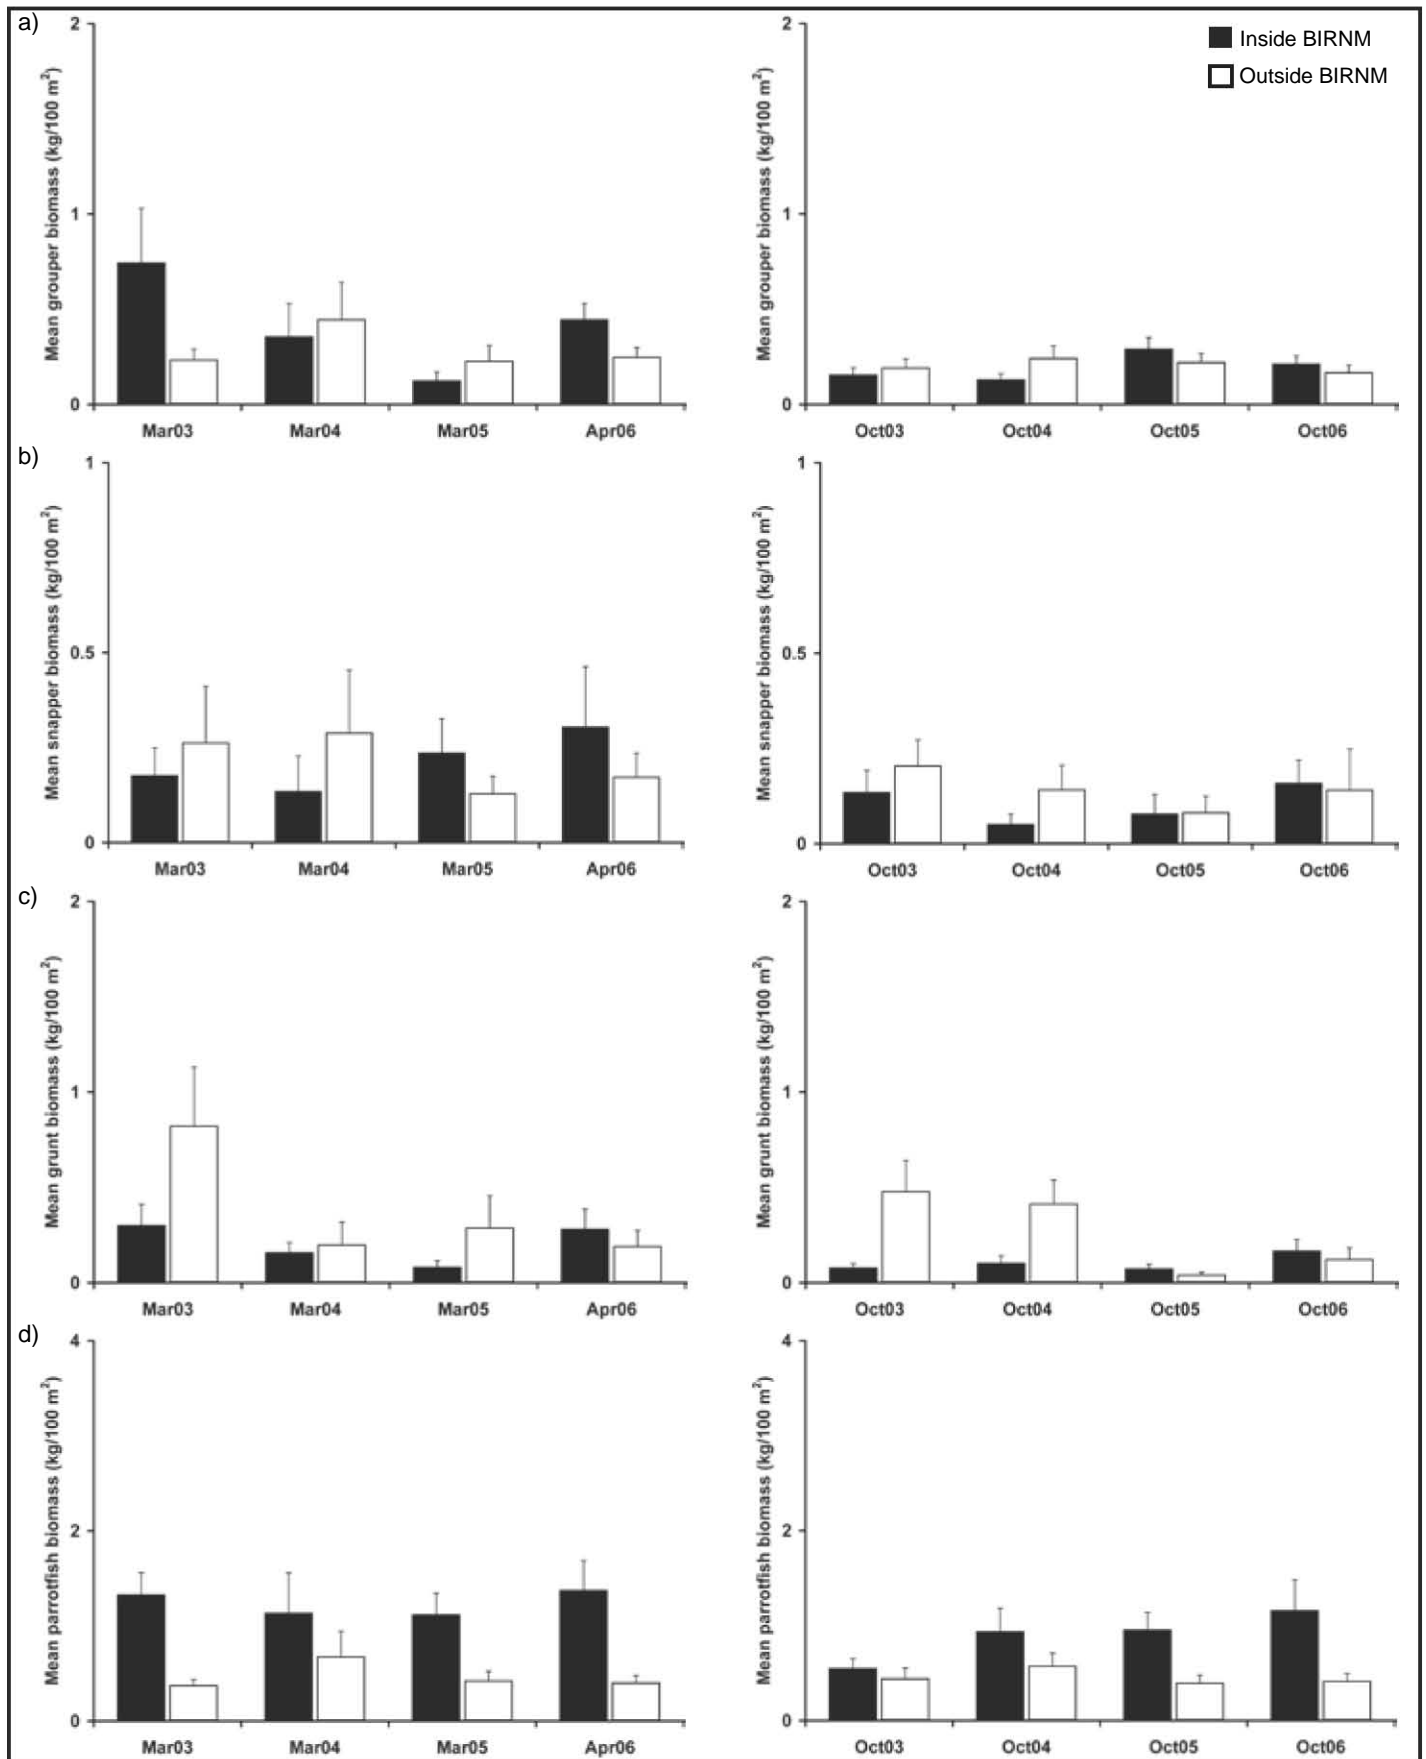 a)
Mean grouper biomass (kg/100 m²)
2
1
0
Mar03 Mar04 Mar05 Apr06
Mean grouper biomass (kg/100 m²)
2
1
0
Oct03 Oct04 Oct05 Oct06
Inside BIRNM
Outside BIRNM
b)
Mean snapper biomass (kg/100 m²)
1
0.5
0
Mar03 Mar04 Mar05 Apr06
Mean snapper biomass (kg/100 m²)
1
0.5
0
Oct03 Oct04 Oct05 Oct06
c)
Mean grunt biomass (kg/100 m²)
2
1
0
Mar03 Mar04 Mar05 Apr06
Mean grunt biomass (kg/100 m²)
2
1
0
Oct03 Oct04 Oct05 Oct06
d)
Mean parrotfish biomass (kg/100 m²)
4
2
0
Mar03 Mar04 Mar05 Apr06
Mean parrotfish biomass (kg/100 m²)
4
2
0
Oct03 Oct04 Oct05 Oct06